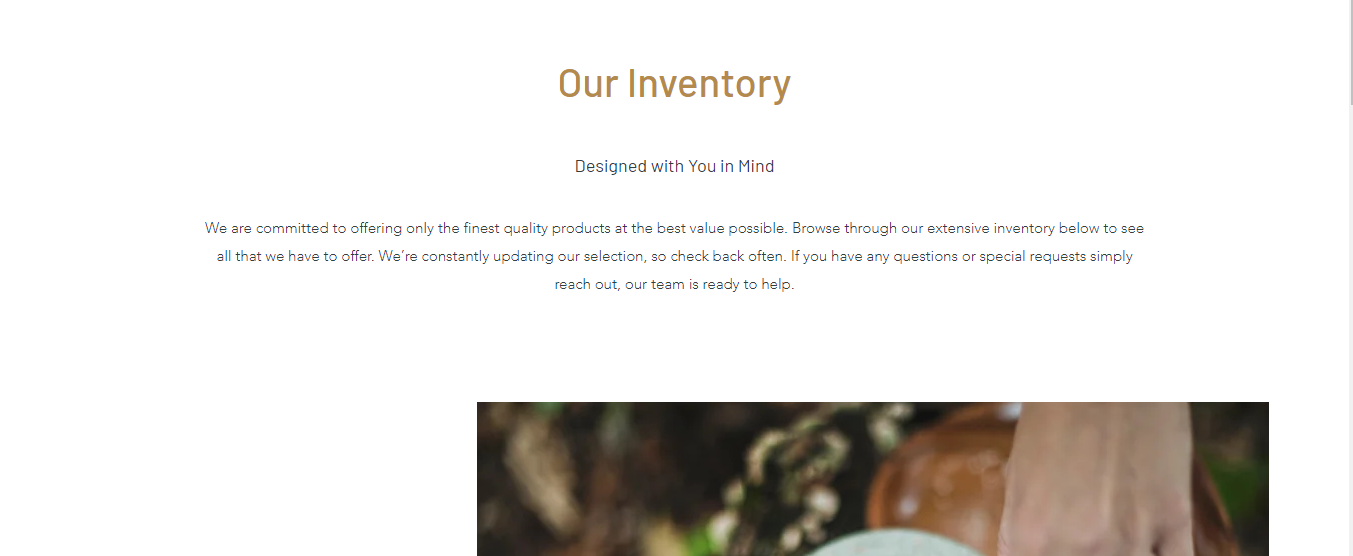 Our Inventory
Designed with You in Mind
We are committed to offering only the finest quality products at the best value possible. Browse through our extensive inventory below to see
all that we have to offer. We’re constantly updating our selection, so check back often. If you have any questions or special requests simply
reach out, our team is ready to help.